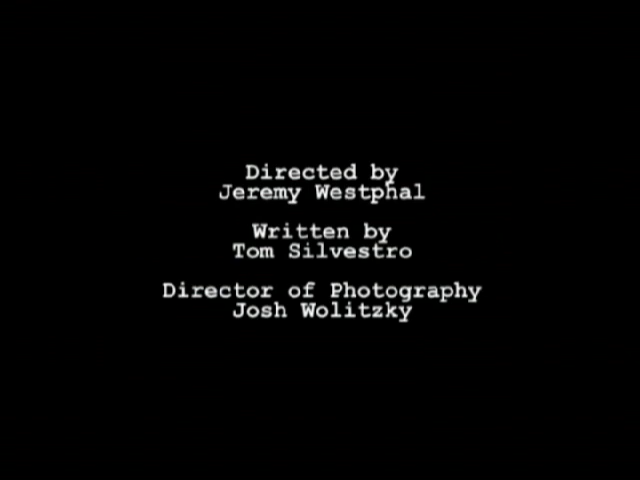 Directed by
Jeremy Westphal
Written by
Tom Silvestro
Director of Photography
Josh Wolitzky